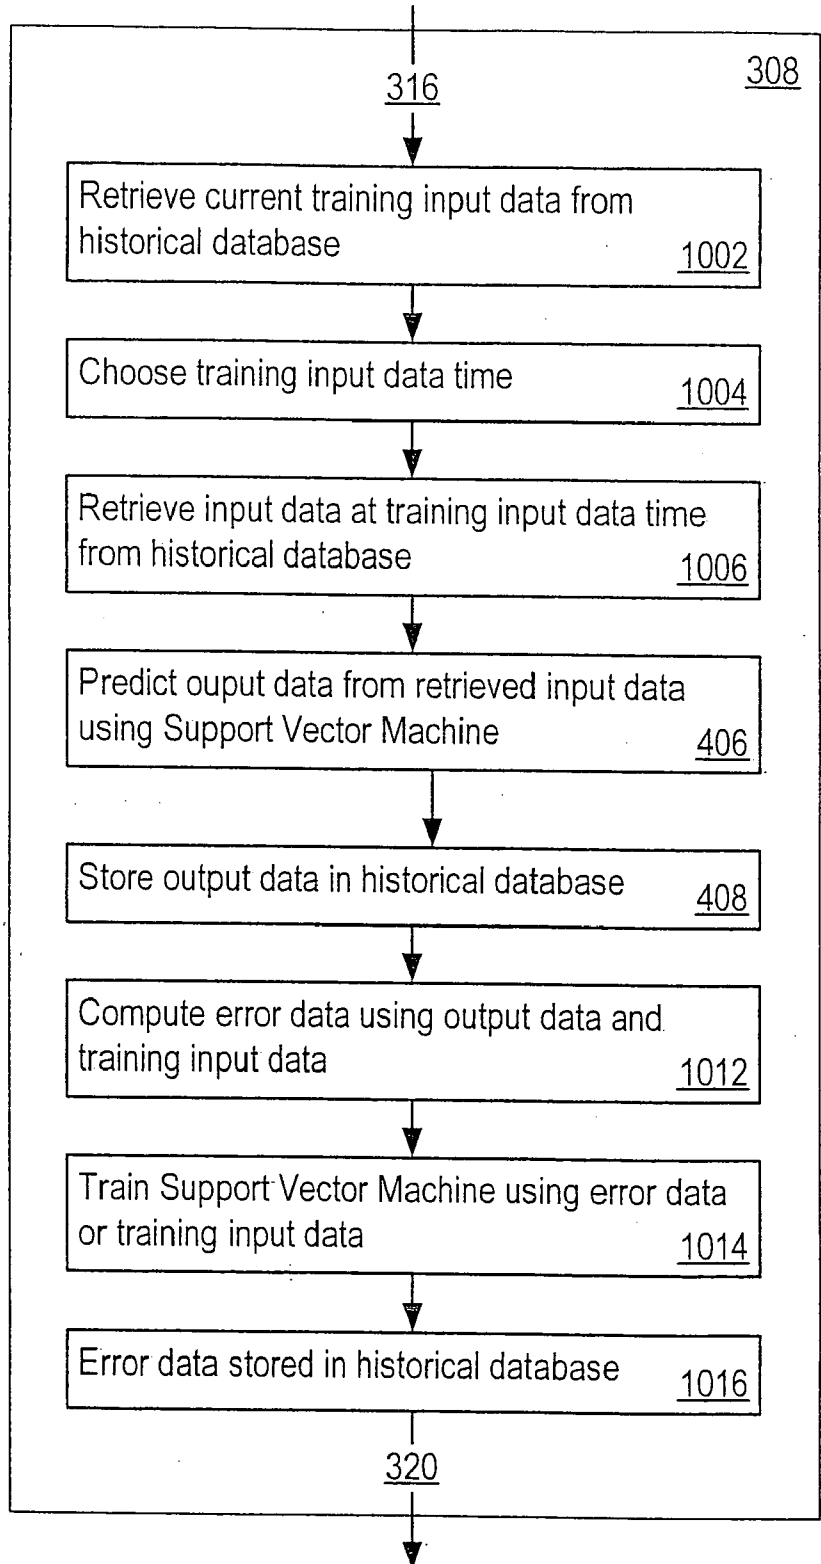 308
316
Retrieve current training input data from
historical database
1002
Choose training input data time
1004
Retrieve input data at training input data time
from historical database
1006
Predict ouput data from retrieved input data
using Support Vector Machine
406
Store output data in historical database
408
Compute error data using output data and
training input data
1012
Train Support Vector Machine using error data
or training input data
1014
Error data stored in historical database
1016
320